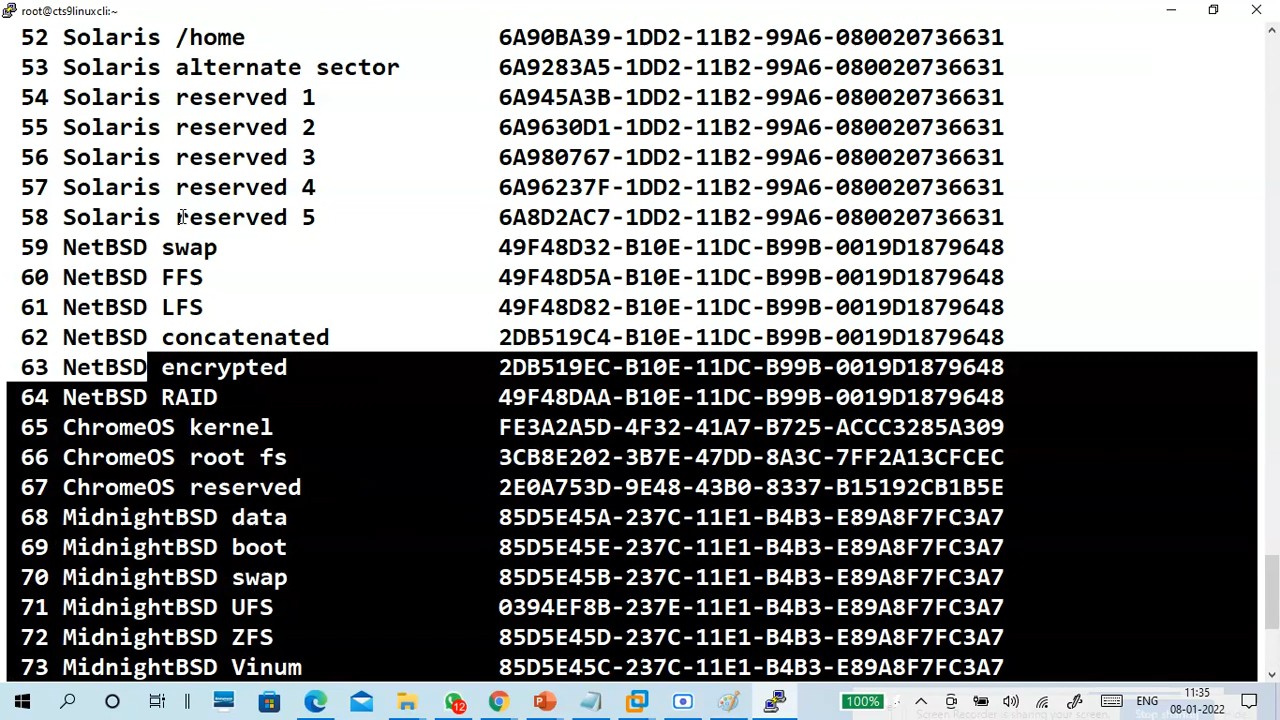 root@cts9linuxcli:~
52 Solaris /home 6A90BA39-1DD2-11B2-99A6-080020736631
53 Solaris alternate sector 6A9283A5-1DD2-11B2-99A6-080020736631
54 Solaris reserved 1 6A945A3B-1DD2-11B2-99A6-080020736631
55 Solaris reserved 2 6A9630D1-1DD2-11B2-99A6-080020736631
56 Solaris reserved 3 6A980767-1DD2-11B2-99A6-080020736631
57 Solaris reserved 4 6A96237F-1DD2-11B2-99A6-080020736631
58 Solaris reserved 5 6A8D2AC7-1DD2-11B2-99A6-080020736631
59 NetBSD swap 49F48D32-B10E-11DC-B99B-0019D1879648
60 NetBSD FFS 49F48D5A-B10E-11DC-B99B-0019D1879648
61 NetBSD LFS 49F48D82-B10E-11DC-B99B-0019D1879648
62 NetBSD concatenated 2DB519C4-B10E-11DC-B99B-0019D1879648
63 NetBSD encrypted 2DB519EC-B10E-11DC-B99B-0019D1879648
64 NetBSD RAID 49F48DAA-B10E-11DC-B99B-0019D1879648
65 ChromeOS kernel FE3A2A5D-4F32-41A7-B725-ACCC3285A309
66 ChromeOS root fs 3CB8E202-3B7E-47DD-8A3C-7FF2A13CFCEC
67 ChromeOS reserved 2E0A753D-9E48-43B0-8337-B15192CB1B5E
68 MidnightBSD data 85D5E45A-237C-11E1-B4B3-E89A8F7FC3A7
69 MidnightBSD boot 85D5E45E-237C-11E1-B4B3-E89A8F7FC3A7
70 MidnightBSD swap 85D5E45B-237C-11E1-B4B3-E89A8F7FC3A7
71 MidnightBSD UFS 0394EF8B-237E-11E1-B4B3-E89A8F7FC3A7
72 MidnightBSD ZFS 85D5E45D-237C-11E1-B4B3-E89A8F7FC3A7
73 MidnightBSD Vinum 85D5E45C-237C-11E1-B4B3-E89A8F7FC3A7
12
100%
ENG
11:35
08-01-2022
Screen Recorder is sharing your screen.
Stop sharing